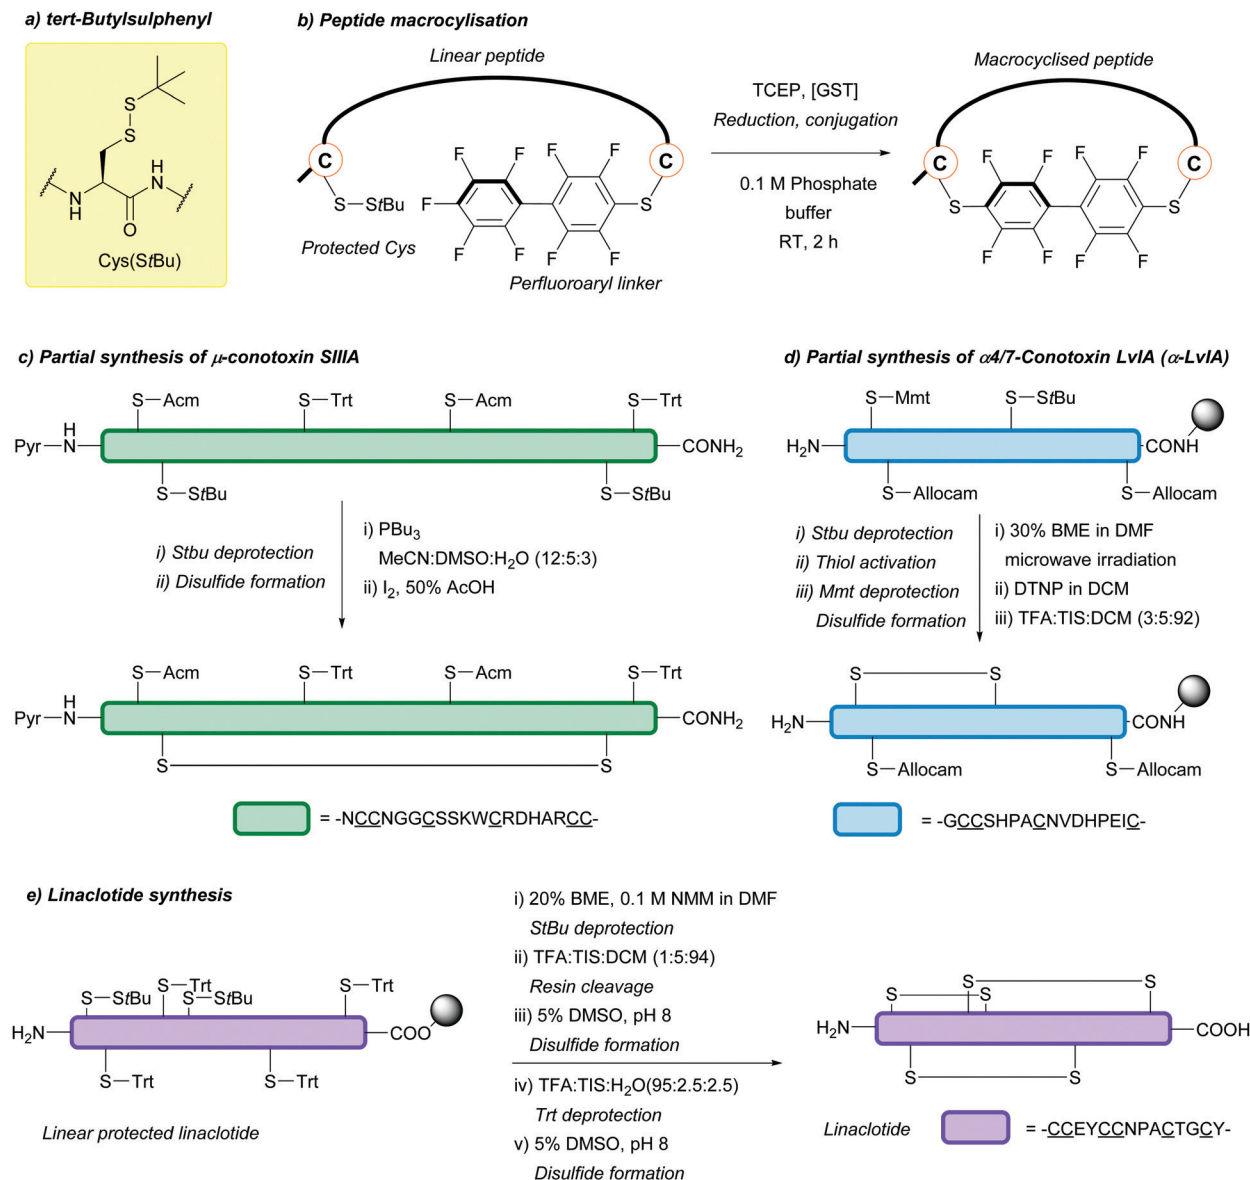 a) tert-Butylsulphenyl
S
S
N
H
O
H
N
Cys(StBu)
b) Peptide macrocylisation
Linear peptide
C
S
StBu
Protected Cys
F
F
F
F
F
F
F
F
F
S
C
Perfluoroaryl linker
TCEP, [GST]
Reduction, conjugation
0.1 M Phosphate
buffer
RT, 2 h
Macrocyclised peptide
C
S
F
F
F
F
F
F
F
F
S
C
c) Partial synthesis of μ-conotoxin SIIIA
S–Acm
S–Trt
S–Acm
S–Trt
Pyr
H
N
CONH2
S–StBu
S–StBu
i) Stbu deprotection
ii) Disulfide formation
i) PBu3
MeCN:DMSO:H2O (12:5:3)
ii) I2, 50% AcOH
S–Acm
S–Trt
S–Acm
S–Trt
Pyr
H
N
CONH2
S
S
= -NCCNGGCSSKWCRDHARCC-
d) Partial synthesis of α4/7-Conotoxin LvIA (α-LvIA)
S–Mmt
S–StBu
H2N
CONH
S–Allocam
S–Allocam
i) Stbu deprotection
ii) Thiol activation
iii) Mmt deprotection
Disulfide formation
i) 30% BME in DMF
microwave irradiation
ii) DTNP in DCM
iii) TFA:TIS:DCM (3:5:92)
S
S
H2N
CONH
S–Allocam
S–Allocam
= -GCCSHPACNVDHPEIC-
e) Linaclotide synthesis
S–StBu
S–Trt
S–StBu
S–Trt
H2N
COO
S–Trt
S–Trt
Linear protected linaclotide
i) 20% BME, 0.1 M NMM in DMF
StBu deprotection
ii) TFA:TIS:DCM (1:5:94)
Resin cleavage
iii) 5% DMSO, pH 8
Disulfide formation
iv) TFA:TIS:H2O(95:2.5:2.5)
Trt deprotection
v) 5% DMSO, pH 8
Disulfide formation
S
S
S
S
H2N
COOH
S
S
Linaclotide
= -CCEYCCNPACTGCY-